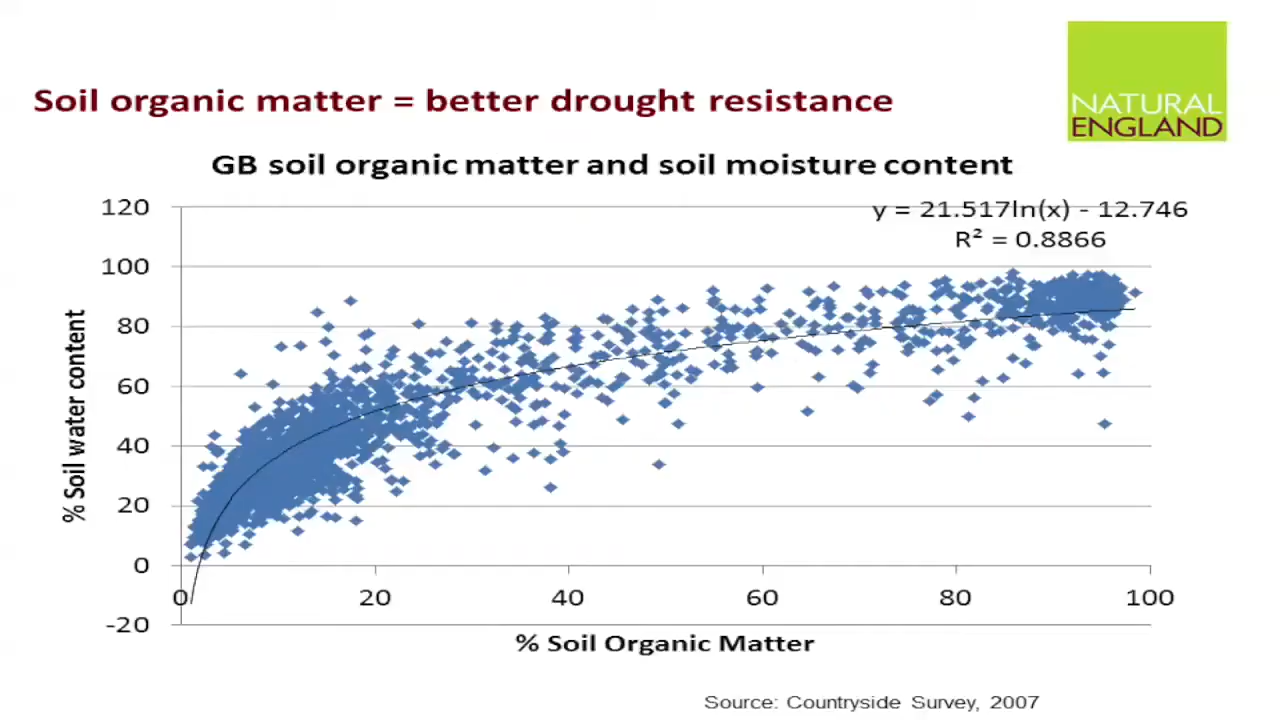 NATURAL
ENGLAND
Soil organic matter = better drought resistance
GB soil organic matter and soil moisture content
y = 21.517ln(x) - 12.746
R² = 0.8866
120
100
80
60
40
20
0
-20
% Soil water content
0 20 40 60 80 100
% Soil Organic Matter
Source: Countryside Survey, 2007